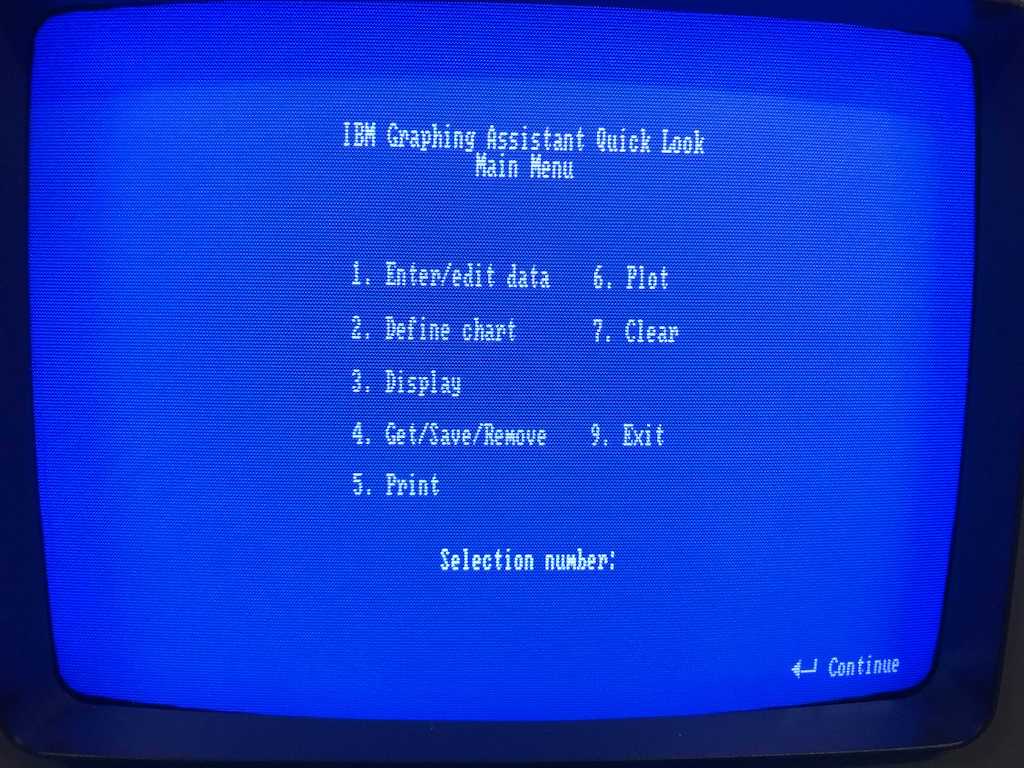 IBM Graphing Assistant Quick Look
Main Menu
1. Enter/edit data 6. Plot
2. Define chart 7. Clear
3. Display
4. Get/Save/Remove 9. Exit
5. Print
Selection number:
↵ Continue